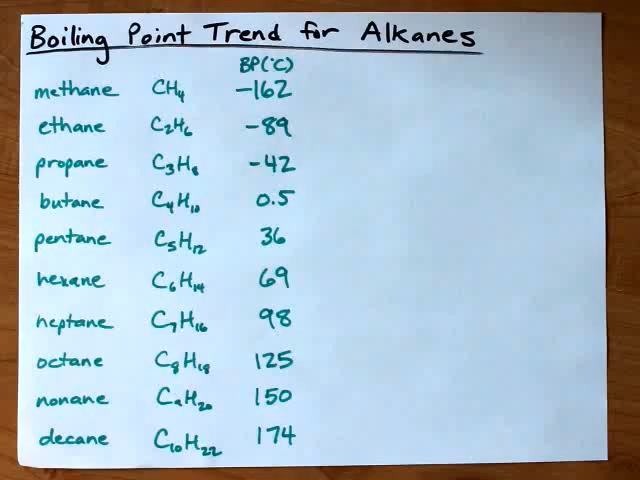 Boiling Point Trend for Alkanes
BP(°C)
methane CH₄ -162
ethane C₂H₆ -89
propane C₃H₈ -42
butane C₄H₁₀ 0.5
pentane C₅H₁₂ 36
hexane C₆H₁₄ 69
heptane C₇H₁₆ 98
octane C₈H₁₈ 125
nonane C₉H₂₀ 150
decane C₁₀H₂₂ 174